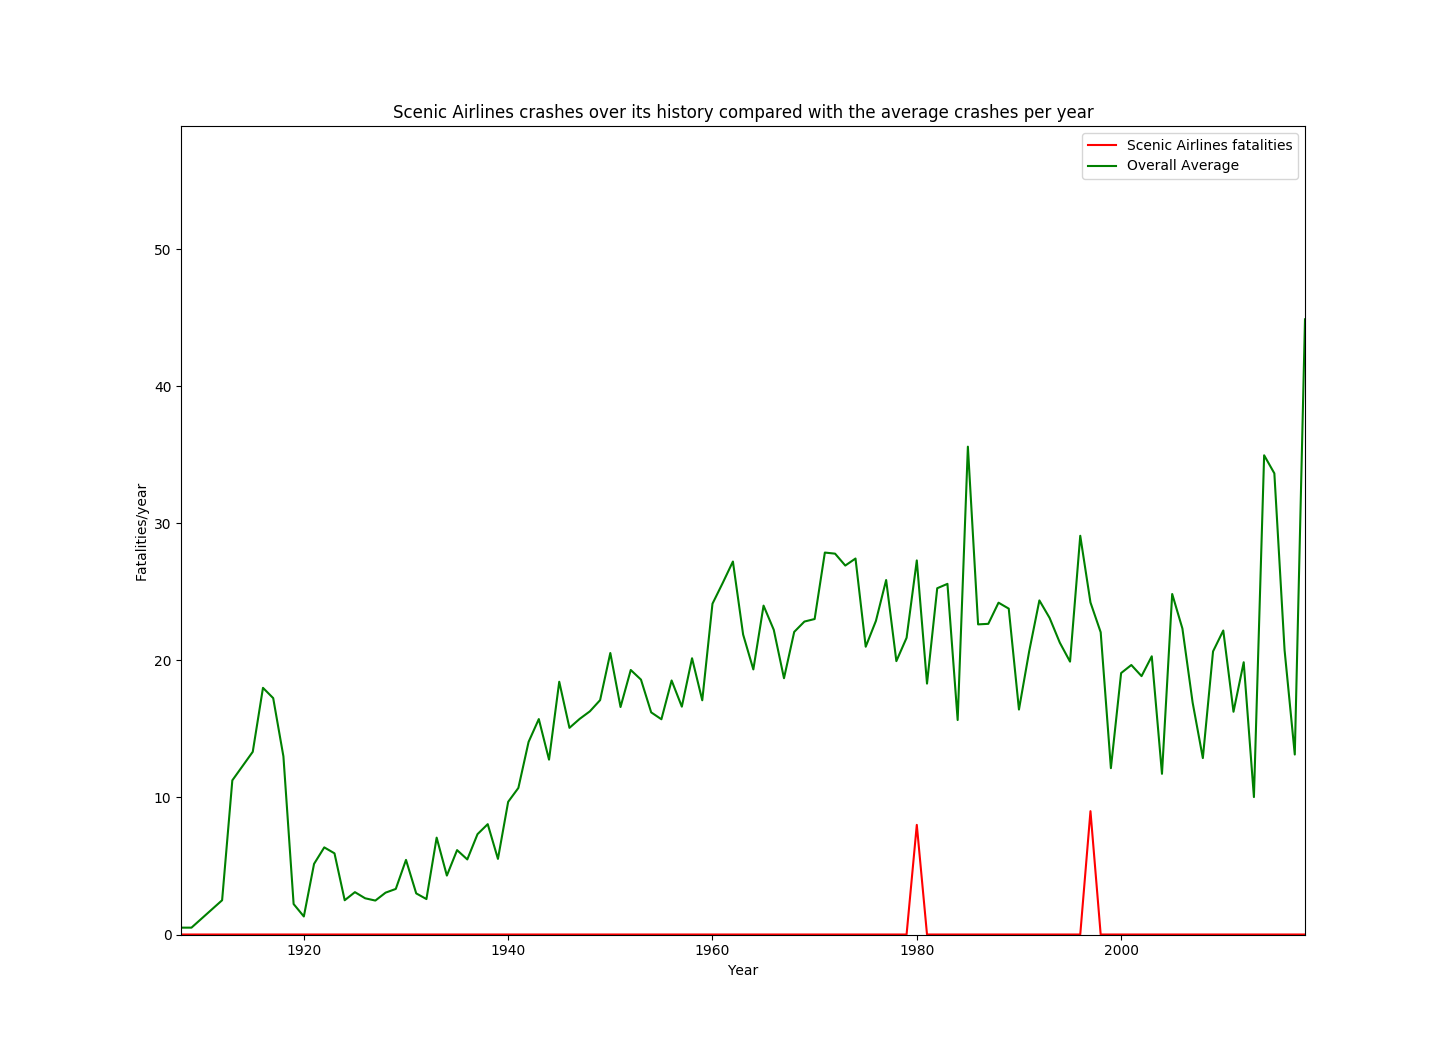 Scenic Airlines crashes over its history compared with the average crashes per year
Scenic Airlines fatalities
Overall Average
Fatalities/year
50
40
30
20
10
0
1920 1940 1960 1980 2000
Year